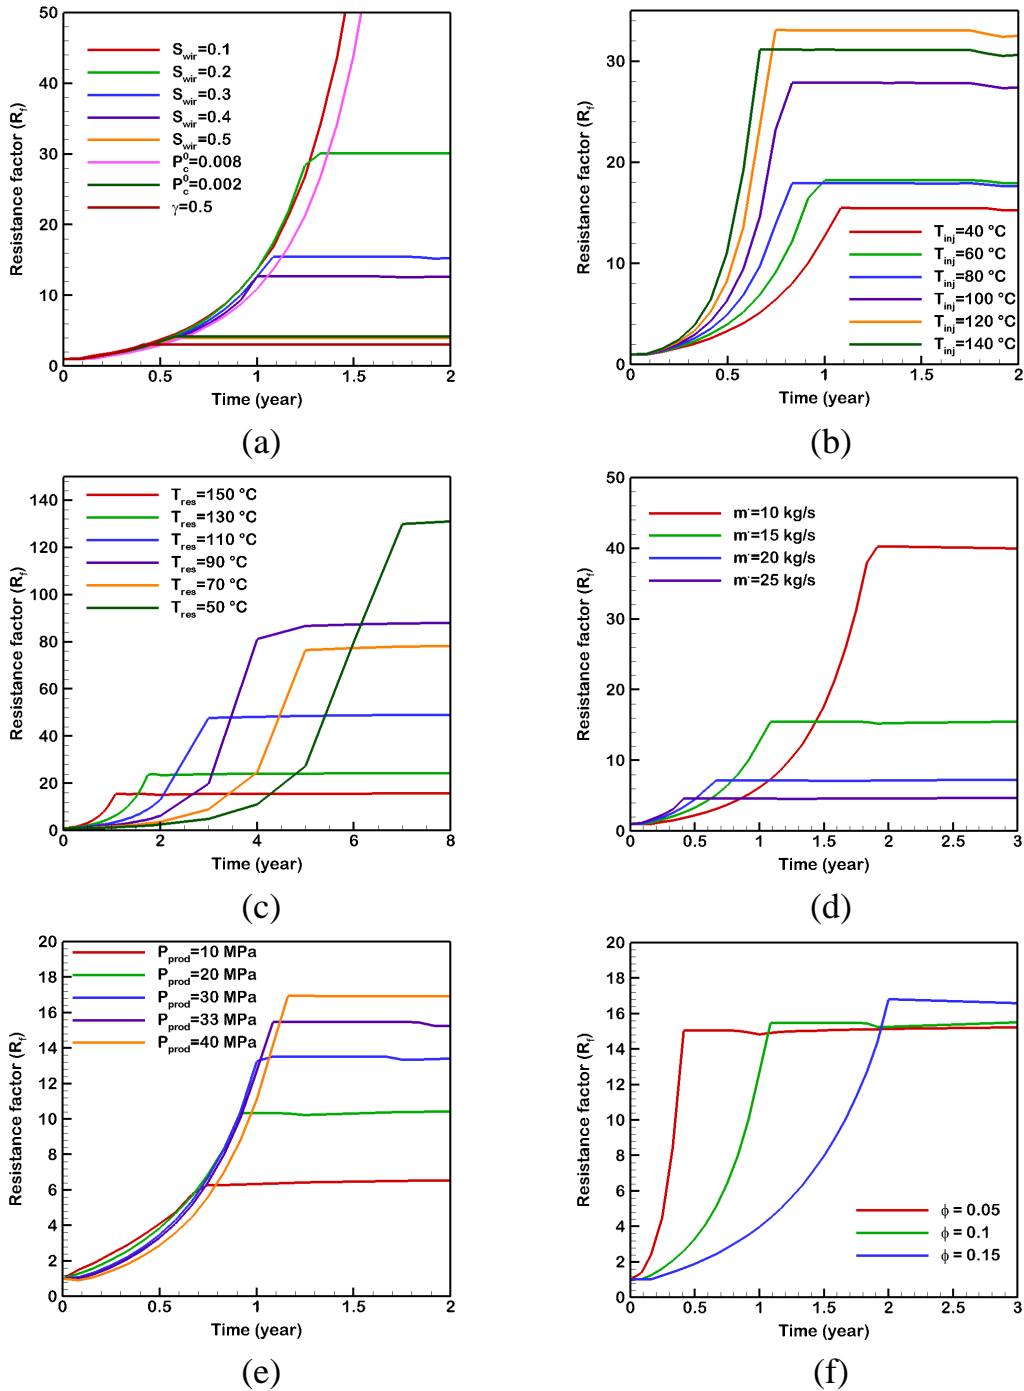 50
40
30
20
10
0
Resistance factor (R_f)
S_wir=0.1
S_wir=0.2
S_wir=0.3
S_wir=0.4
S_wir=0.5
P_c^0=0.008
P_c^0=0.002
γ=0.5
0 0.5 1 1.5 2
Time (year)
(a)
30
20
10
0
Resistance factor (R_f)
T_inj=40 °C
T_inj=60 °C
T_inj=80 °C
T_inj=100 °C
T_inj=120 °C
T_inj=140 °C
0 0.5 1 1.5 2
Time (year)
(b)
140
120
100
80
60
40
20
0
Resistance factor (R_f)
T_res=150 °C
T_res=130 °C
T_res=110 °C
T_res=90 °C
T_res=70 °C
T_res=50 °C
0 2 4 6 8
Time (year)
(c)
50
40
30
20
10
0
Resistance factor (R_f)
m·=10 kg/s
m·=15 kg/s
m·=20 kg/s
m·=25 kg/s
0 0.5 1 1.5 2 2.5 3
Time (year)
(d)
20
18
16
14
12
10
8
6
4
2
0
Resistance factor (R_f)
P_prod=10 MPa
P_prod=20 MPa
P_prod=30 MPa
P_prod=33 MPa
P_prod=40 MPa
0 0.5 1 1.5 2
Time (year)
(e)
20
18
16
14
12
10
8
6
4
2
0
Resistance factor (R_f)
ϕ = 0.05
ϕ = 0.1
ϕ = 0.15
0 1 2 3
Time (year)
(f)